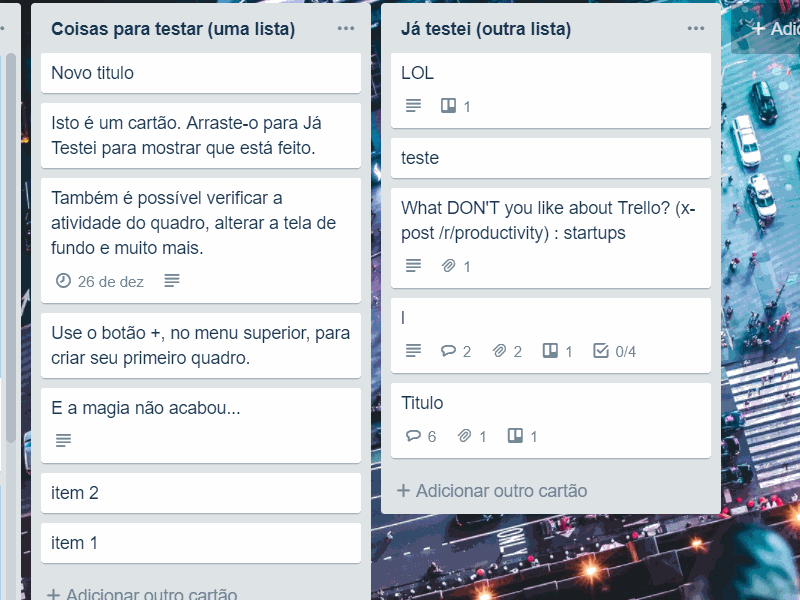 Coisas para testar (uma lista)
Novo titulo
Isto é um cartão. Arraste-o para Já
Testei para mostrar que está feito.
Também é possível verificar a
atividade do quadro, alterar a tela de
fundo e muito mais.
26 de dez
Use o botão +, no menu superior, para
criar seu primeiro quadro.
E a magia não acabou...
item 2
item 1
+ Adicionar outro cartão
Já testei (outra lista)
LOL
1
teste
What DON'T you like about Trello? (x-
post /r/productivity) : startups
1
2 2 1 0/4
Titulo
6 1 1
+ Adicionar outro cartão
ONLY